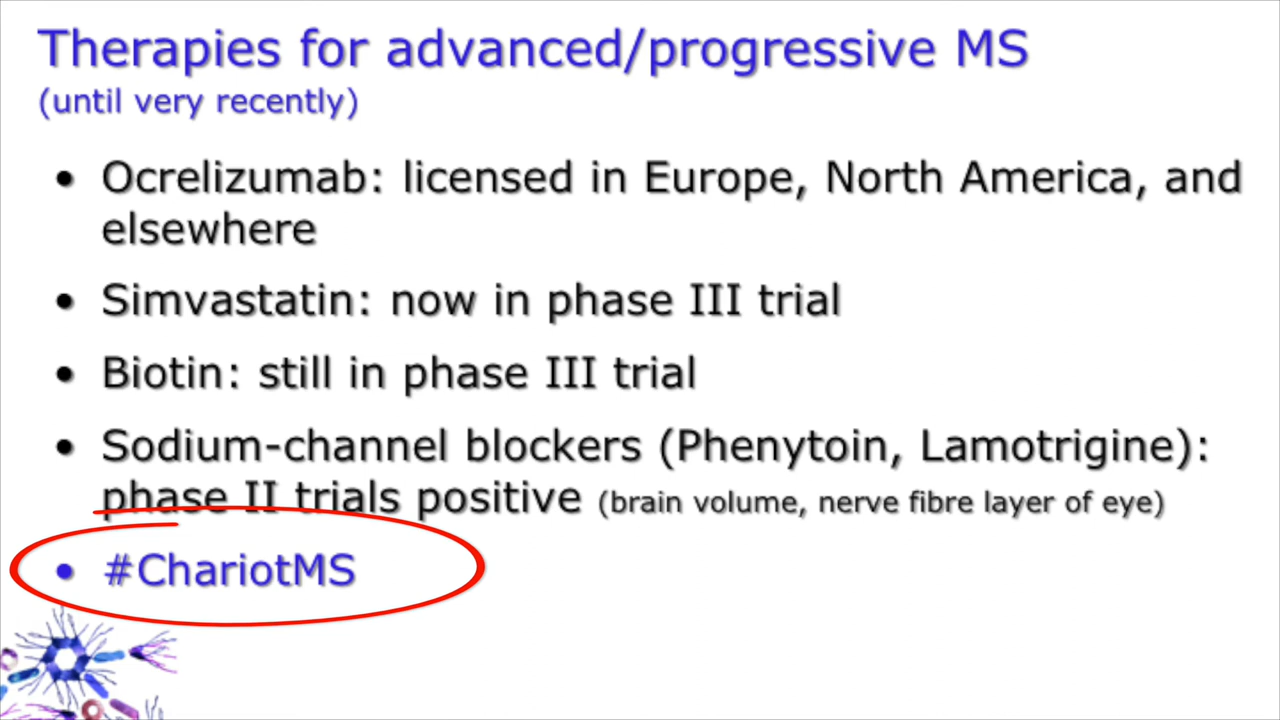 Therapies for advanced/progressive MS
(until very recently)
• Ocrelizumab: licensed in Europe, North America, and
elsewhere
• Simvastatin: now in phase III trial
• Biotin: still in phase III trial
• Sodium-channel blockers (Phenytoin, Lamotrigine):
phase II trials positive (brain volume, nerve fibre layer of eye)
• #ChariotMS